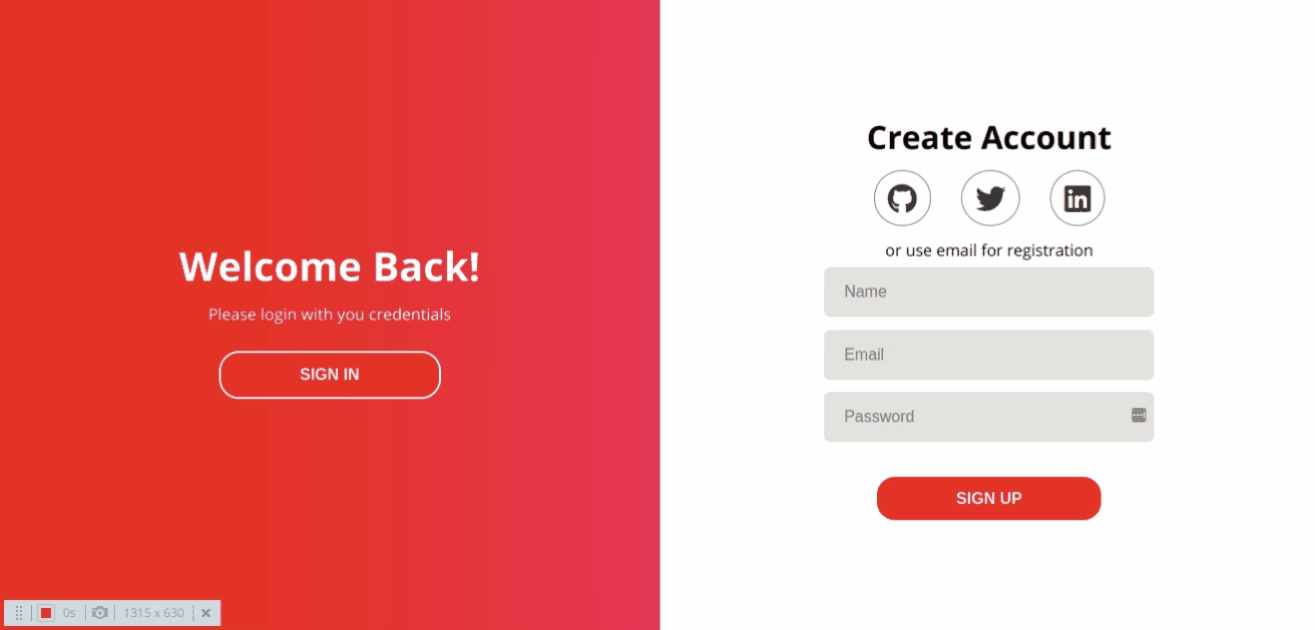 Welcome Back!
Please login with you credentials
SIGN IN
Create Account
in
or use email for registration
Name
Email
Password
SIGN UP
0s
1315 x 630